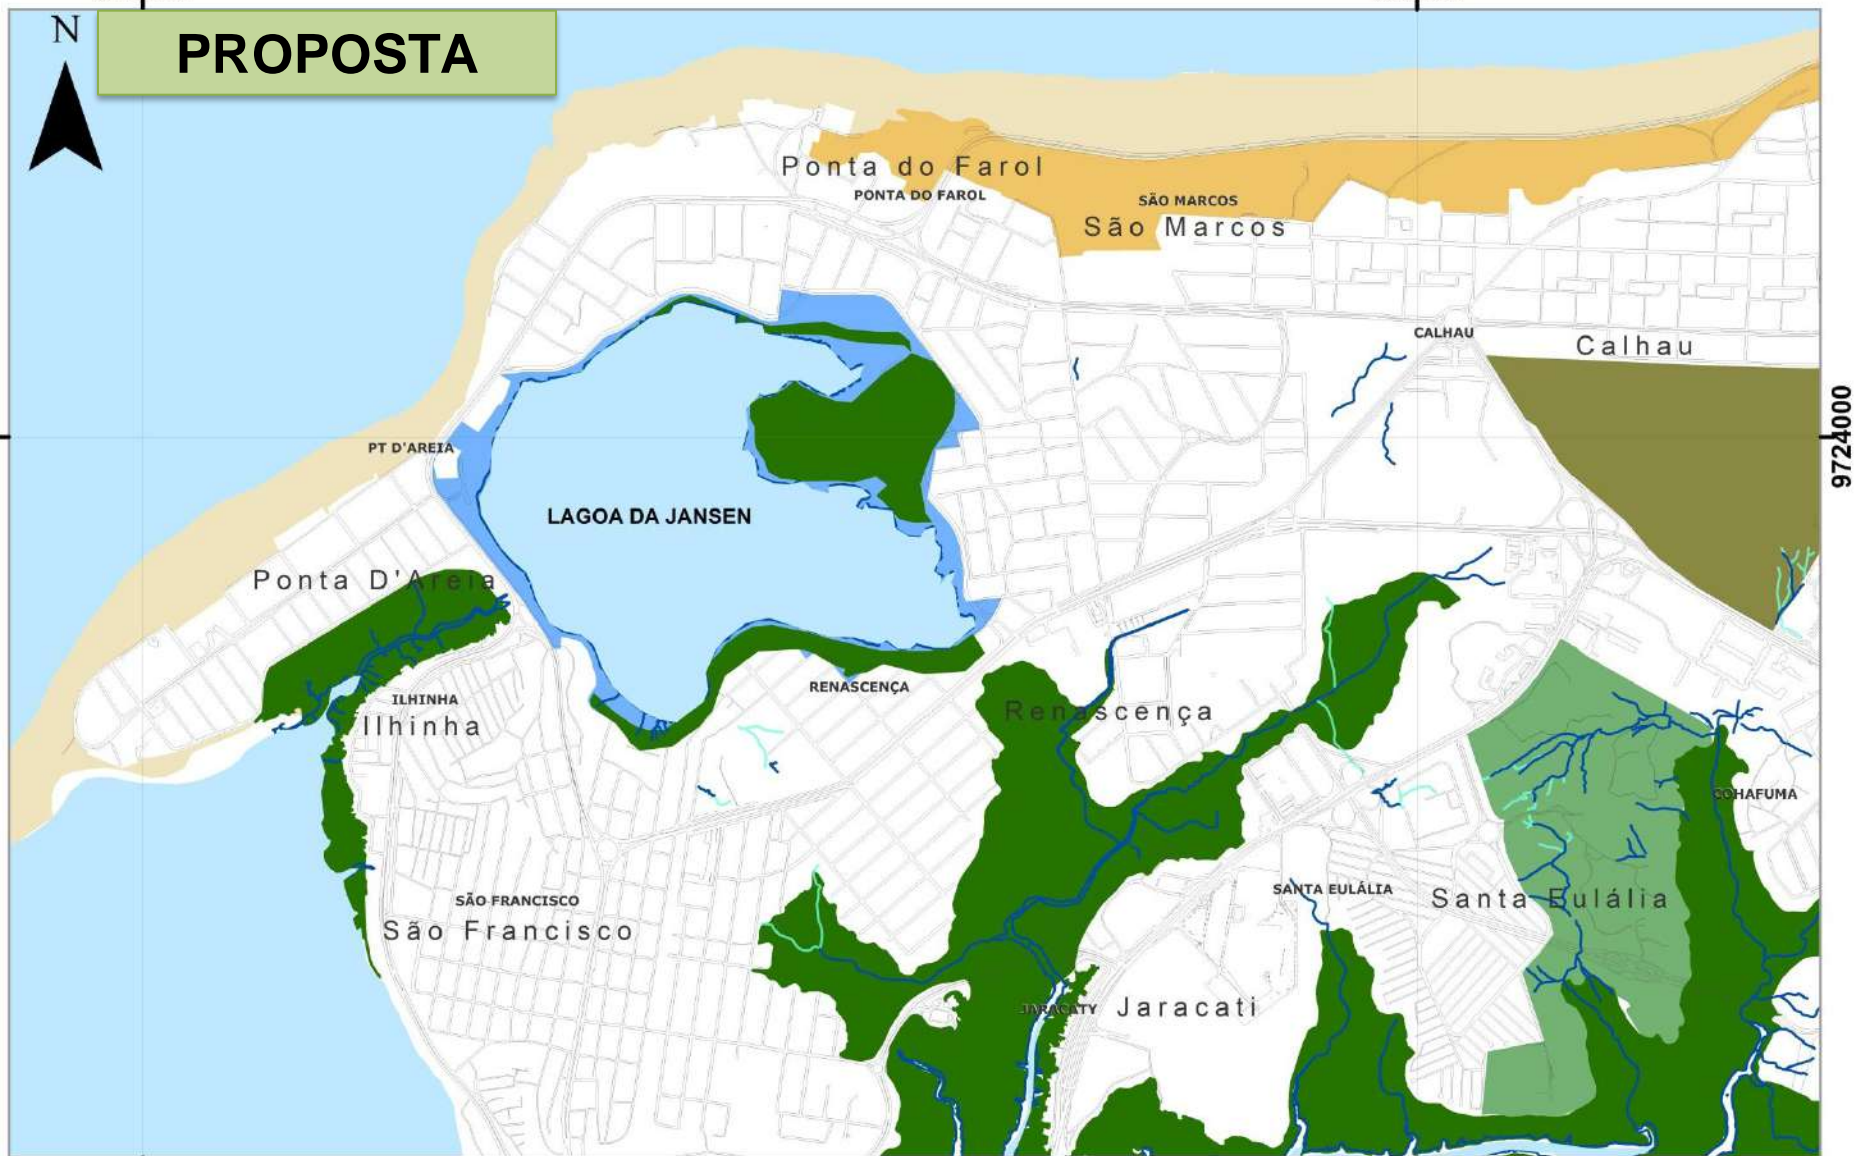 N
PROPOSTA
Ponta do Farol
PONTA DO FAROL
SÃO MARCOS
São Marcos
CALHAU
Calhau
9724000
PT D'AREIA
LAGOA DA JANSEN
Ponta D'Areia
RENASCENÇA
ILHINHA
Ilhinha
Renascença
COHAFUMA
SANTA EULÁLIA
Santa Eulália
SÃO FRANCISCO
São Francisco
JARACATY
Jaracati